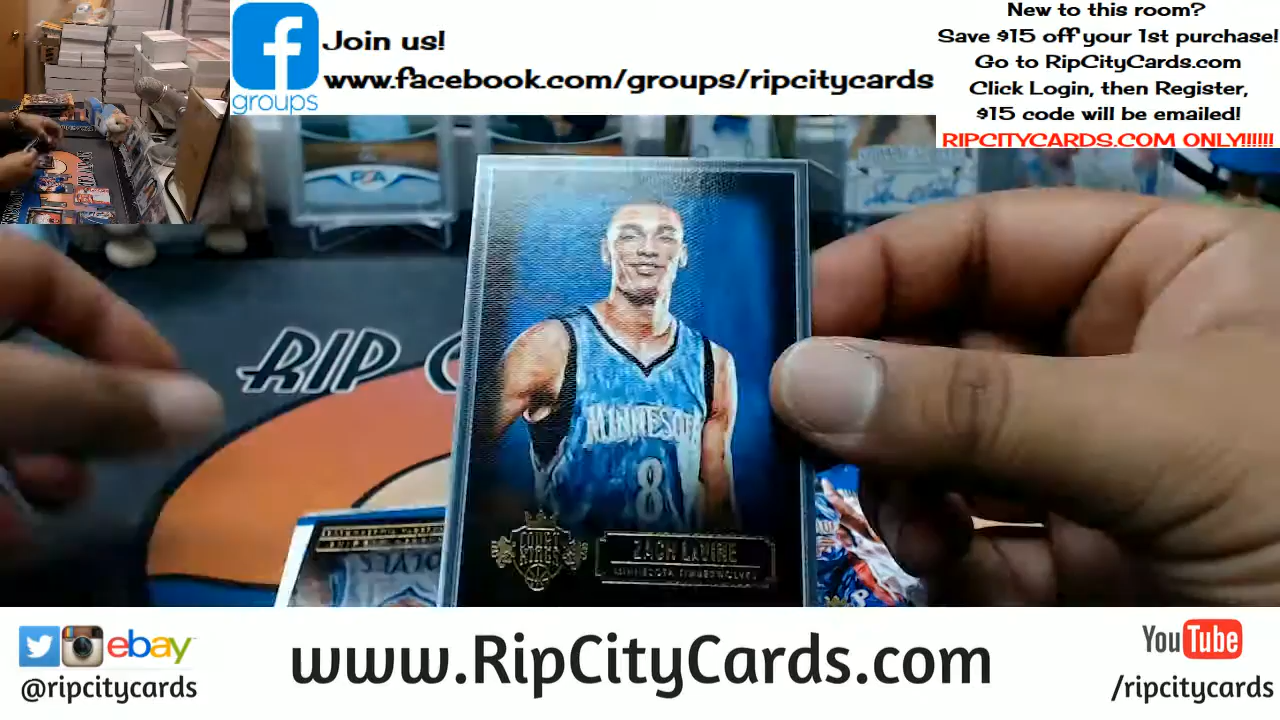 f
groups
Join us!
www.facebook.com/groups/ripcitycards
New to this room?
Save $15 off your 1st purchase!
Go to RipCityCards.com
Click Login, then Register,
$15 code will be emailed!
RIPCITYCARDS.COM ONLY!!!!!!
PSA
RIP C
MINNESOT
8
COURT KINGS
ZACH LaVINE
MINNESOTA TIMBERWOLVES
ebay
@ripcitycards
www.RipCityCards.com
YouTube
/ripcitycards